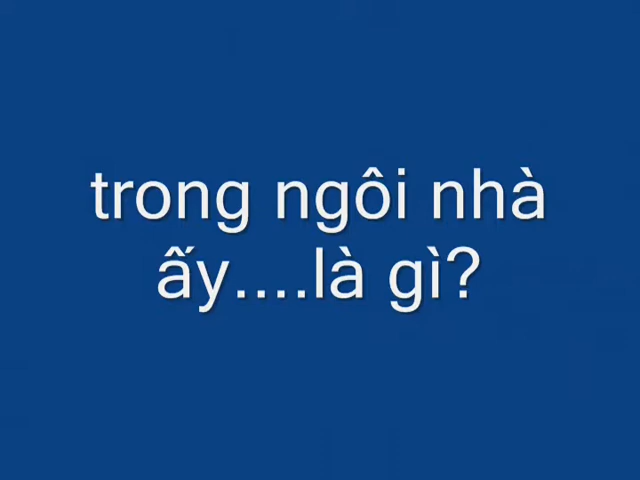 trong ngôi nhà
ấy....là gì?